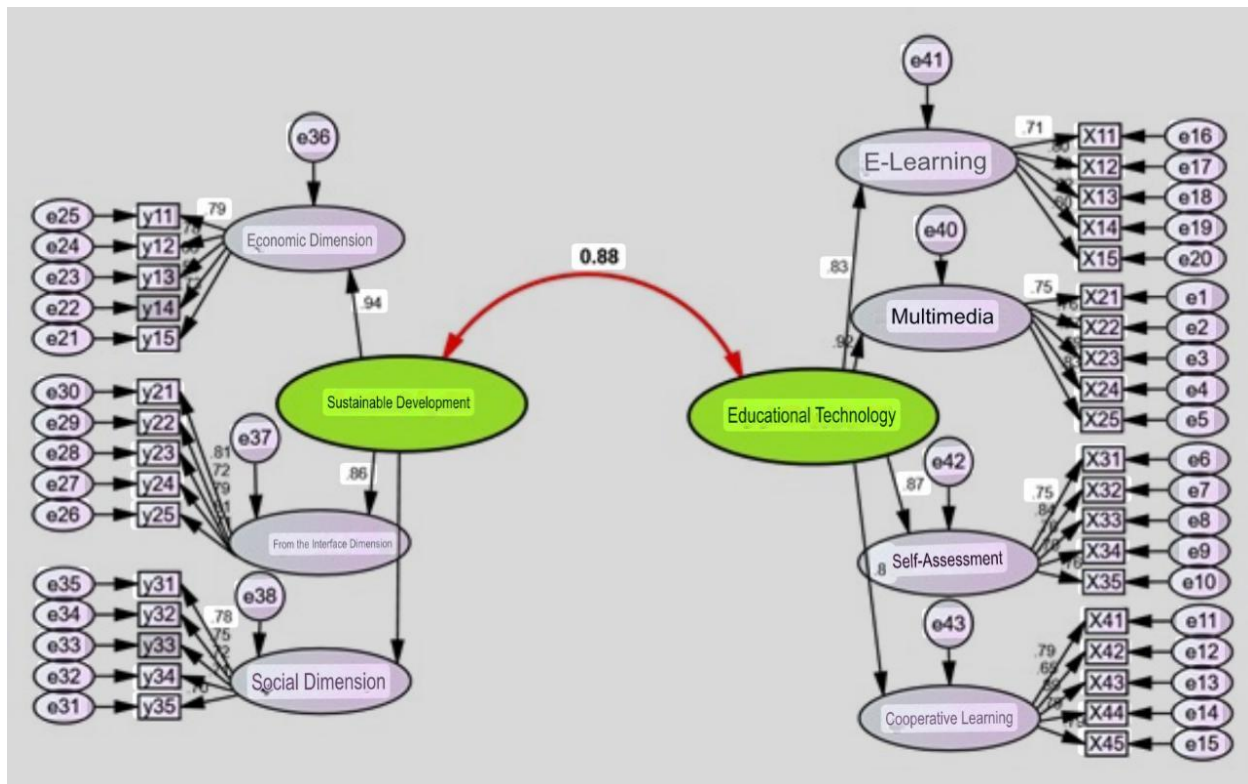 e41
e36
.71
X11
e16
E-Learning
X12
e17
X13
e18
X14
e19
X15
e20
e25
y11
.79
e24
y12
Economic Dimension
e23
y13
e22
y14
e21
y15
e40
0.88
.83
.94
.75
X21
e1
Multimedia
X22
e2
X23
e3
X24
e4
X25
e5
.92
Sustainable Development
Educational Technology
e30
y21
e29
y22
e28
y23
e27
y24
e26
y25
e37
.81
.72
.79
.86
From the Interface Dimension
e42
.87
X31
e6
.75
X32
e7
.84
X33
e8
X34
e9
X35
e10
Self-Assessment
.8
e35
y31
e34
y32
e33
y33
e32
y34
e31
y35
e38
.78
.75
Social Dimension
e43
X41
e11
.79
X42
e12
.65
X43
e13
X44
e14
X45
e15
Cooperative Learning